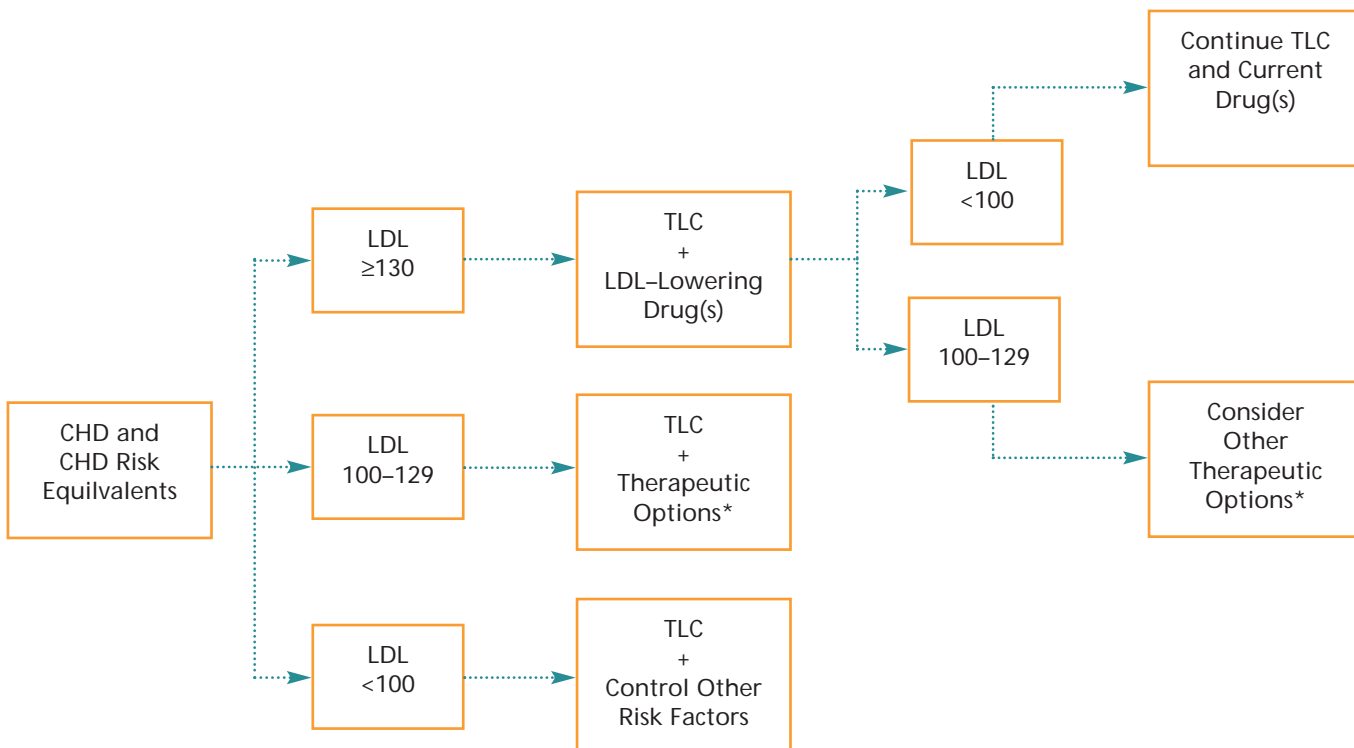 CHD and
CHD Risk
Equilvalents
LDL
≥130
TLC
+
LDL–Lowering
Drug(s)
LDL
<100
Continue TLC
and Current
Drug(s)
LDL
100–129
Consider
Other
Therapeutic
Options*
LDL
100–129
TLC
+
Therapeutic
Options*
LDL
<100
TLC
+
Control Other
Risk Factors